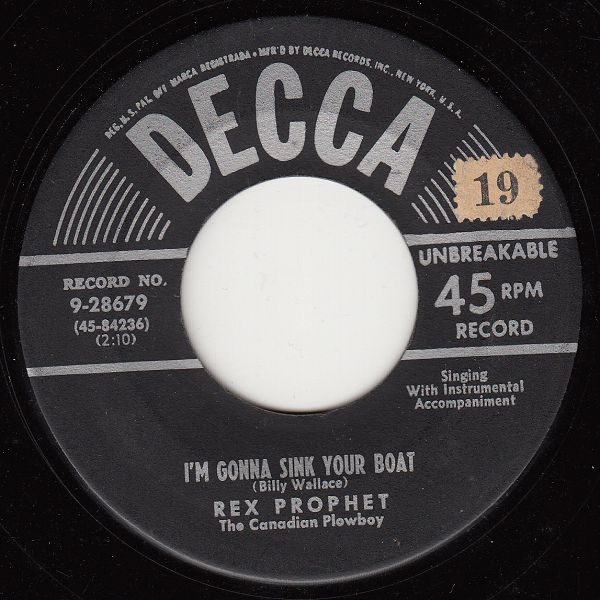 REG. U.S. PAT. OFF. MARCA REGISTRADA • MF'R'D BY DECCA RECORDS, INC., NEW YORK, U.S.A.
DECCA
19
UNBREAKABLE
45 RPM
RECORD
RECORD NO.
9-28679
(45-84236)
(2:10)
Singing
With Instrumental
Accompaniment
I'M GONNA SINK YOUR BOAT
(Billy Wallace)
REX PROPHET
The Canadian Plowboy